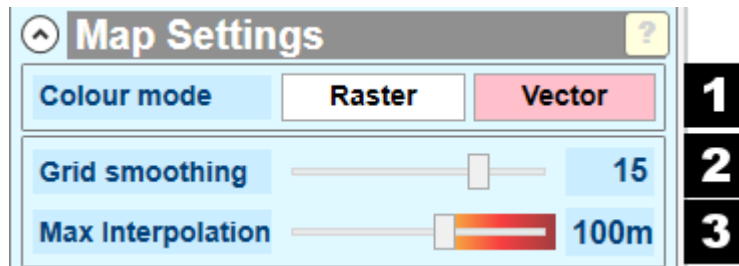 Map Settings ?
Colour mode Raster Vector 1
Grid smoothing 15 2
Max Interpolation 100m 3